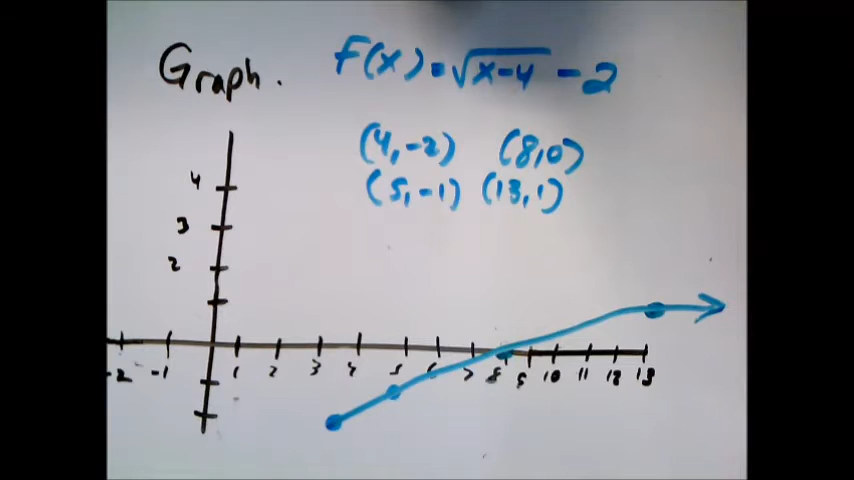 Graph. F(x)=√x-4 -2
(4,-2) (8,0)
(5,-1) (13,1)
4
3
2
-2 -1 1 2 3 4 5 6 7 8 9 10 11 12 13